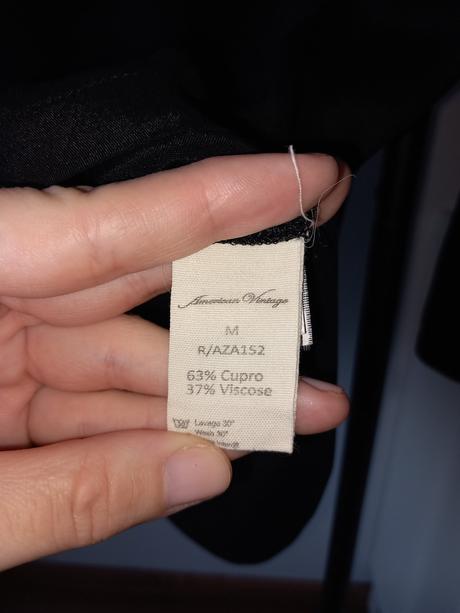 American Vintage
M
R/AZA152
63% Cupro
37% Viscose
Lavage 30°
Wash 30°